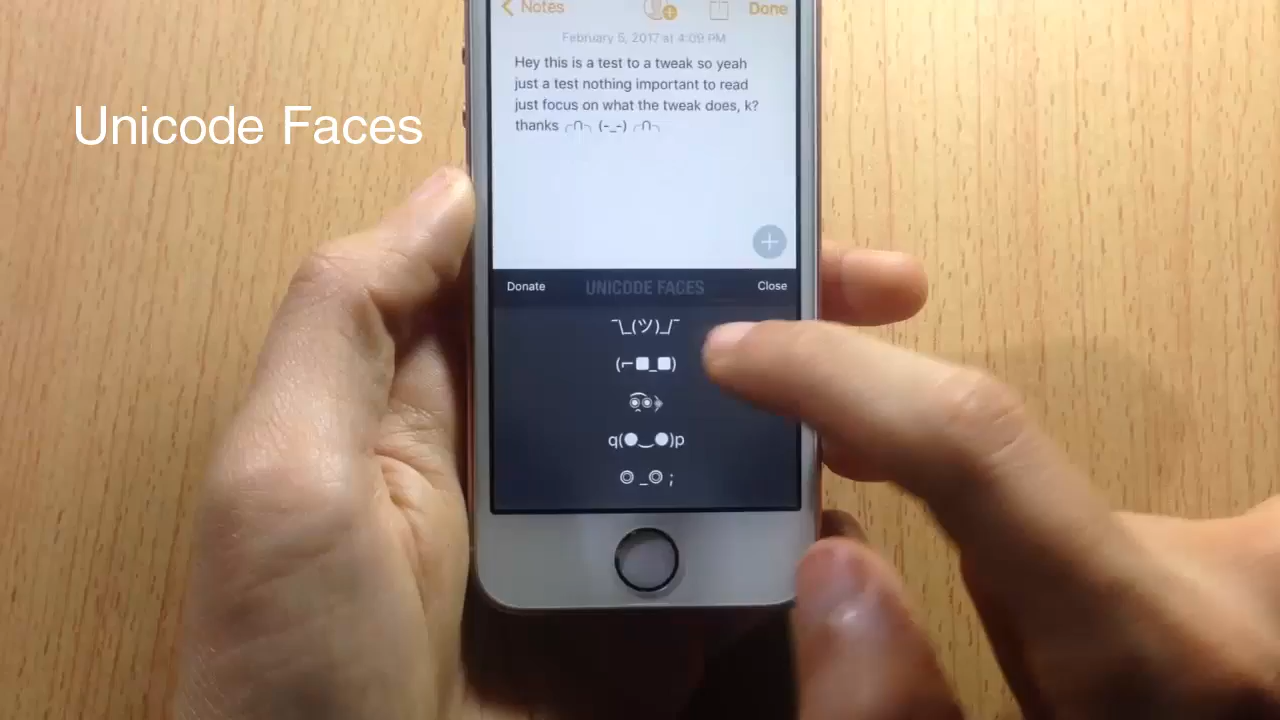 Notes
Done
February 5, 2017 at 4:09 PM
Unicode Faces
Hey this is a test to a tweak so yeah
just a test nothing important to read
just focus on what the tweak does, k?
thanks ╭∩╮ (-_-) ╭∩╮
Donate
UNICODE FACES
Close
¯\_(ツ)_/¯
(⌐■_■)
q(●‿●)p
◎_◎;